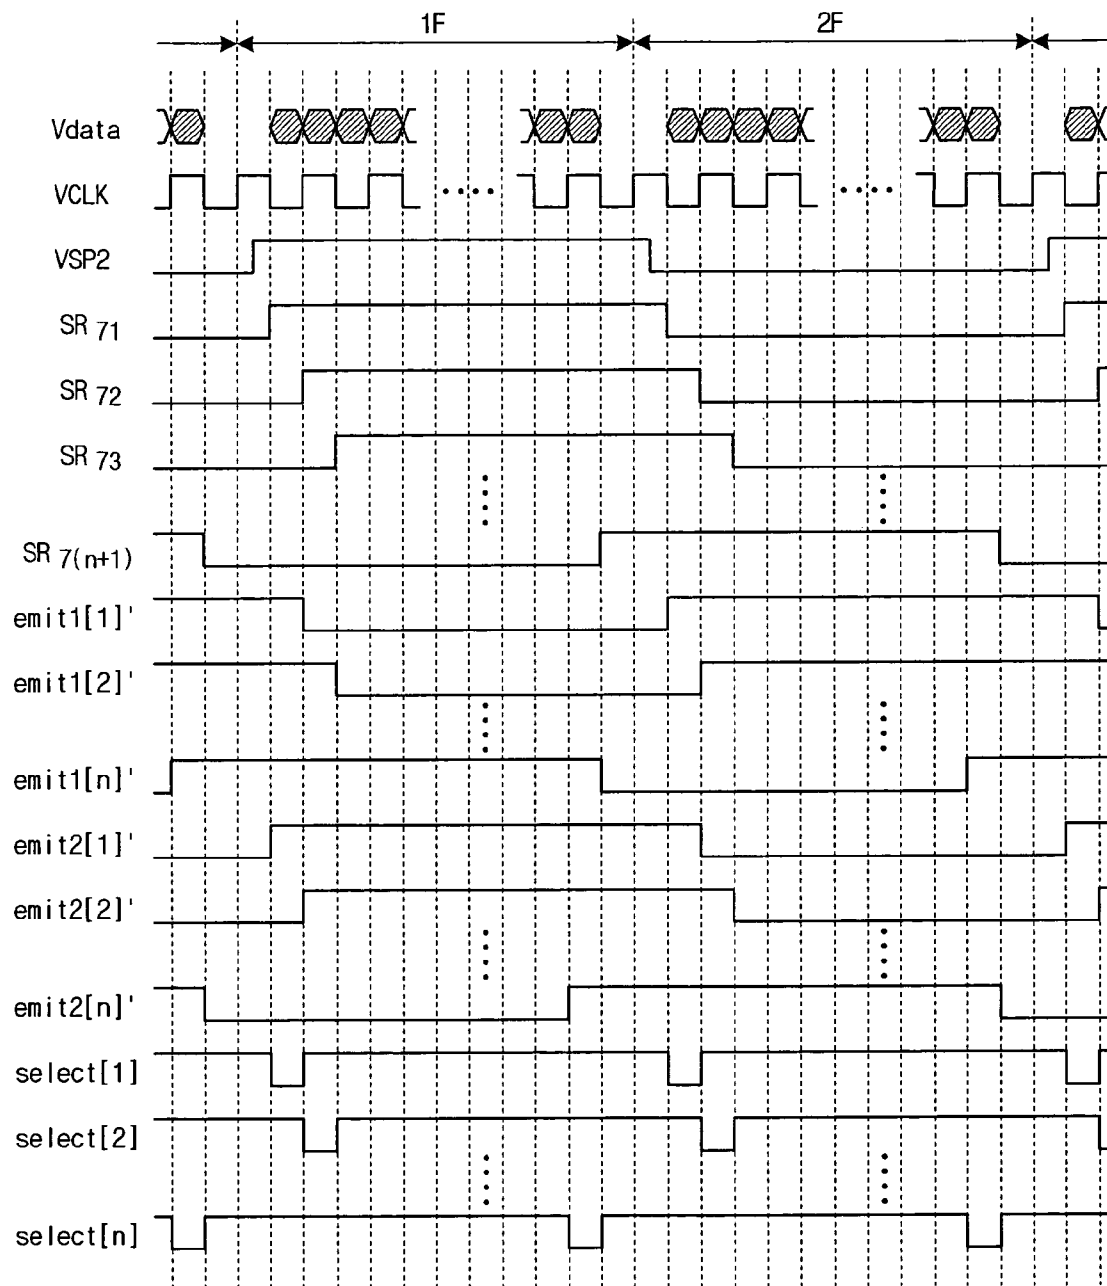 1F 2F
Vdata
VCLK
VSP2
SR 71
SR 72
SR 73
SR 7(n+1)
emit1[1]'
emit1[2]'
emit1[n]'
emit2[1]'
emit2[2]'
emit2[n]'
select[1]
select[2]
select[n]